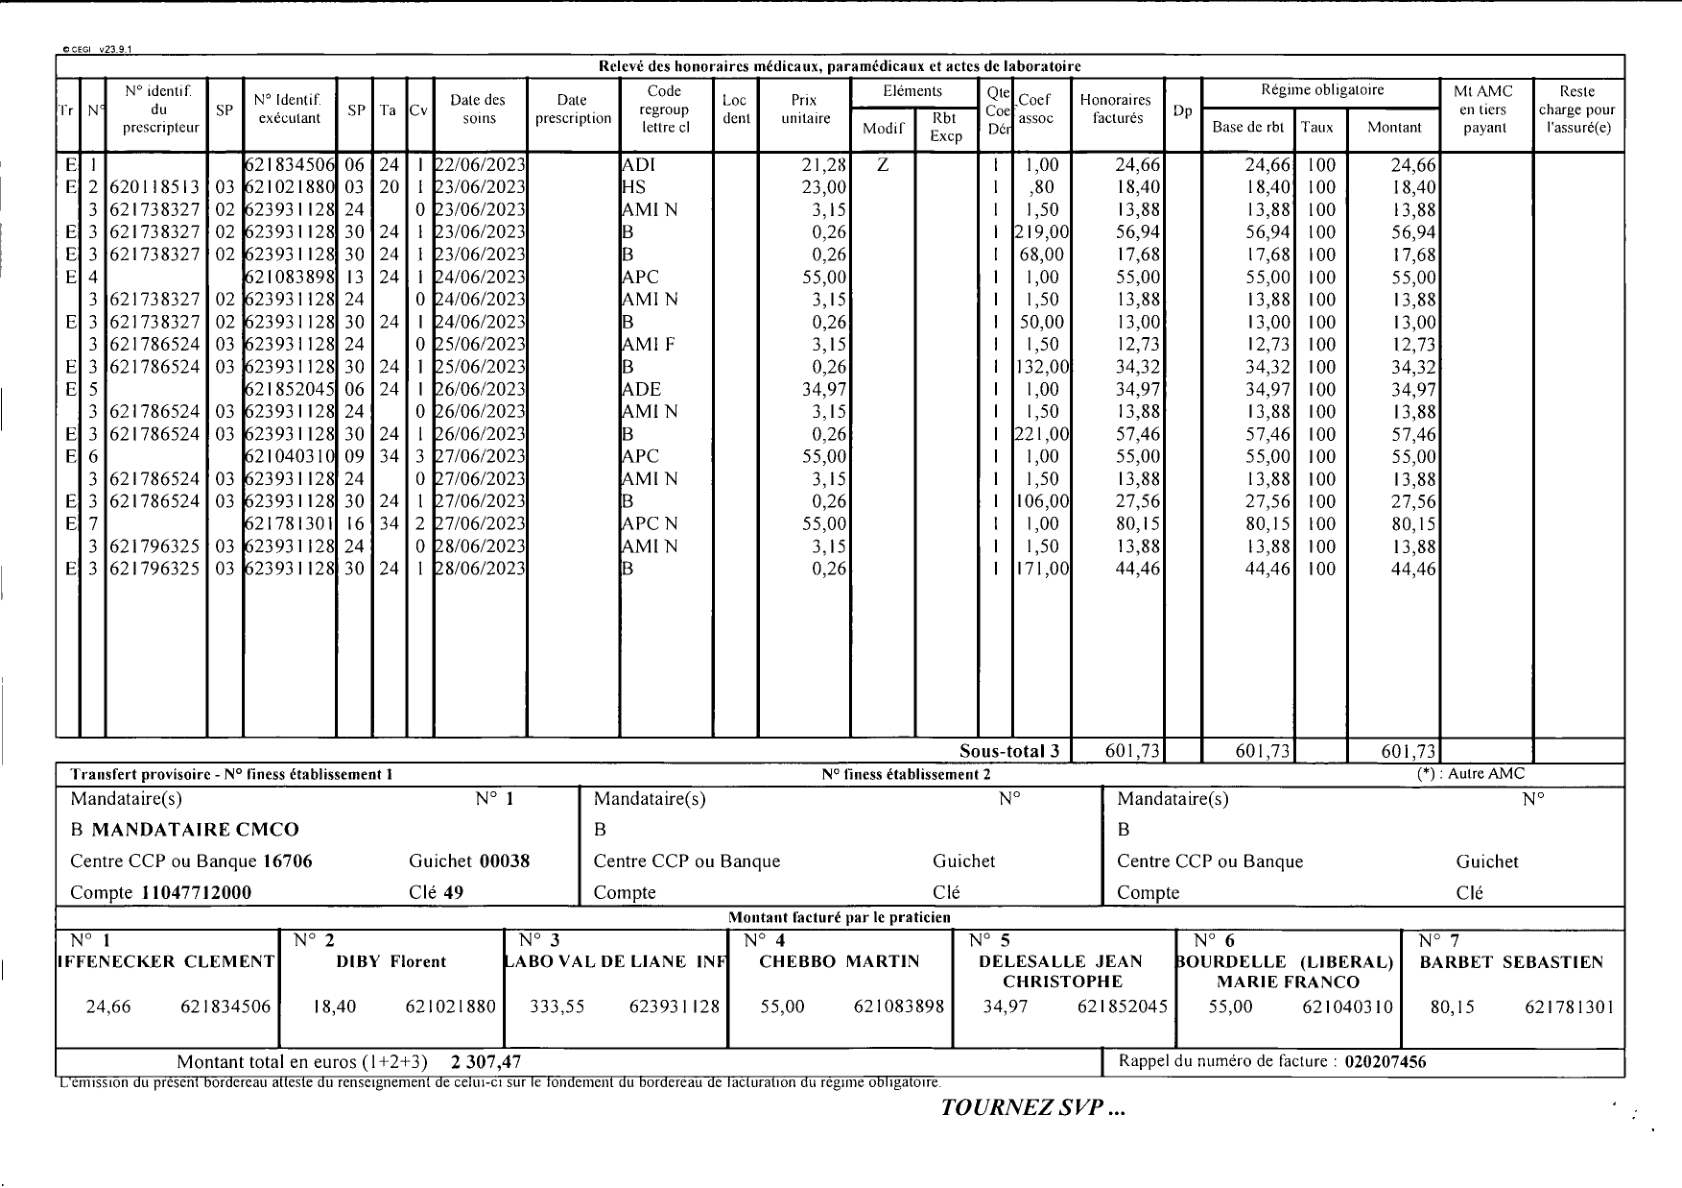 © CEGI v23.9.1
Relevé des honoraires médicaux, paramédicaux et actes de laboratoire
Tr N° N° identif. du prescripteur SP N° Identif. exécutant SP Ta Cv Date des soins Date prescription Code regroup lettre cl Loc dent Prix unitaire Eléments Modif Rbt Excp Qte Coe Dér Coef assoc Honoraires facturés Dp Régime obligatoire Base de rbt Taux Montant Mt AMC en tiers payant Reste charge pour l'assuré(e)
E 1 621834506 06 24 1 22/06/2023 ADI 21,28 Z 1 1,00 24,66 24,66 100 24,66
E 2 620118513 03 621021880 03 20 1 23/06/2023 HS 23,00 1 ,80 18,40 18,40 100 18,40
3 621738327 02 623931128 24 0 23/06/2023 AMI N 3,15 1 1,50 13,88 13,88 100 13,88
E 3 621738327 02 623931128 30 24 1 23/06/2023 B 0,26 1 219,00 56,94 56,94 100 56,94
E 3 621738327 02 623931128 30 24 1 23/06/2023 B 0,26 1 68,00 17,68 17,68 100 17,68
E 4 621083898 13 24 1 24/06/2023 APC 55,00 1 1,00 55,00 55,00 100 55,00
3 621738327 02 623931128 24 0 24/06/2023 AMI N 3,15 1 1,50 13,88 13,88 100 13,88
E 3 621738327 02 623931128 30 24 1 24/06/2023 B 0,26 1 50,00 13,00 13,00 100 13,00
3 621786524 03 623931128 24 0 25/06/2023 AMI F 3,15 1 1,50 12,73 12,73 100 12,73
E 3 621786524 03 623931128 30 24 1 25/06/2023 B 0,26 1 132,00 34,32 34,32 100 34,32
E 5 621852045 06 24 1 26/06/2023 ADE 34,97 1 1,00 34,97 34,97 100 34,97
3 621786524 03 623931128 24 0 26/06/2023 AMI N 3,15 1 1,50 13,88 13,88 100 13,88
E 3 621786524 03 623931128 30 24 1 26/06/2023 B 0,26 1 221,00 57,46 57,46 100 57,46
E 6 621040310 09 34 3 27/06/2023 APC 55,00 1 1,00 55,00 55,00 100 55,00
3 621786524 03 623931128 24 0 27/06/2023 AMI N 3,15 1 1,50 13,88 13,88 100 13,88
E 3 621786524 03 623931128 30 24 1 27/06/2023 B 0,26 1 106,00 27,56 27,56 100 27,56
E 7 621781301 16 34 2 27/06/2023 APC N 55,00 1 1,00 80,15 80,15 100 80,15
3 621796325 03 623931128 24 0 28/06/2023 AMI N 3,15 1 1,50 13,88 13,88 100 13,88
E 3 621796325 03 623931128 30 24 1 28/06/2023 B 0,26 1 171,00 44,46 44,46 100 44,46
Sous-total 3 601,73 601,73 601,73
Transfert provisoire - N° finess établissement 1 N° finess établissement 2 (*) : Autre AMC
Mandataire(s) N° 1 Mandataire(s) N° Mandataire(s) N°
B MANDATAIRE CMCO B B
Centre CCP ou Banque 16706 Guichet 00038 Centre CCP ou Banque Guichet Centre CCP ou Banque Guichet
Compte 11047712000 Clé 49 Compte Clé Compte Clé
Montant facturé par le praticien
N° 1 N° 2 N° 3 N° 4 N° 5 N° 6 N° 7
IFFENECKER CLEMENT DIBY Florent LABO VAL DE LIANE INF CHEBBO MARTIN DELESALLE JEAN BOURDELLE (LIBERAL) BARBET SEBASTIEN
CHRISTOPHE MARIE FRANCO
24,66 621834506 18,40 621021880 333,55 623931128 55,00 621083898 34,97 621852045 55,00 621040310 80,15 621781301
Montant total en euros (1+2+3) 2 307,47 Rappel du numéro de facture : 020207456
L'émission du présent bordereau atteste du renseignement de celui-ci sur le fondement du bordereau de facturation du régime obligatoire.
TOURNEZ SVP ...